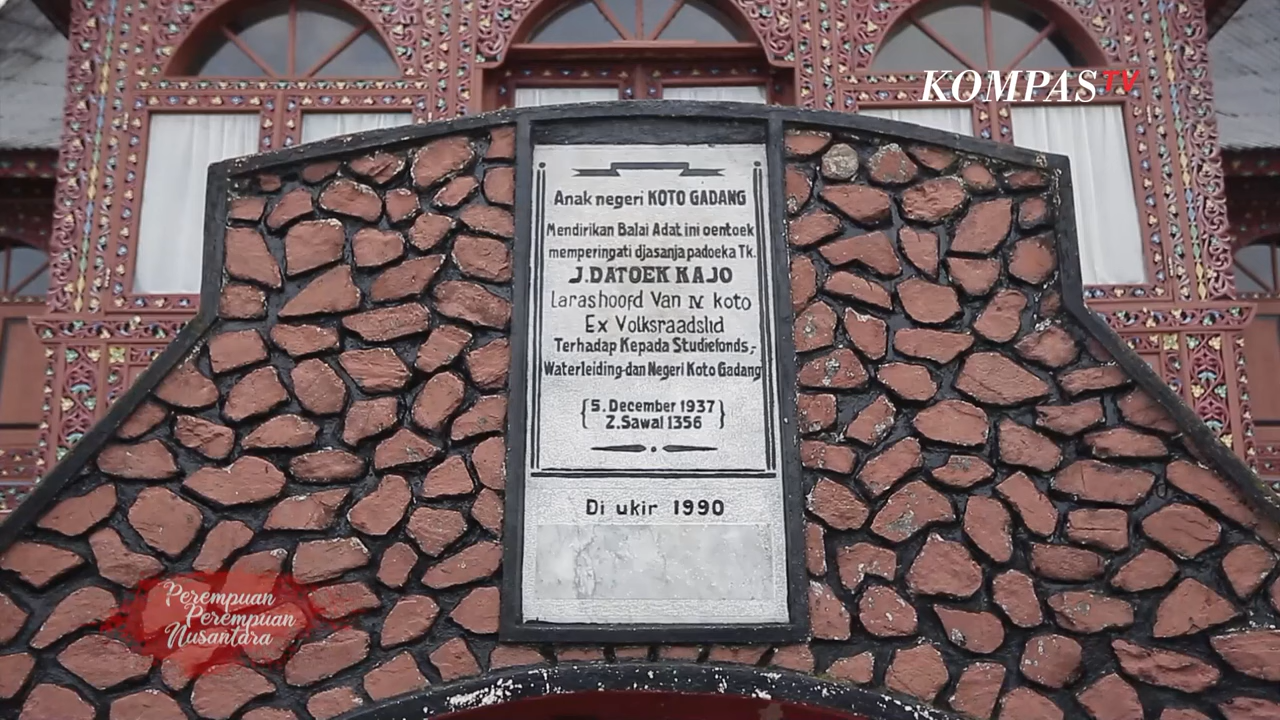 KOMPAS TV
Anak negeri KOTO GADANG
Mendirikan Balai Adat ini oentoek
memperingati djasanja padoeka Tk.
J. DATOEK KAJO
Larashoord Van IV koto
Ex Volksraadslid
Terhadap Kepada Studiefonds,-
Waterleiding-dan Negeri Koto Gadang
{5. December 1937}
{Z. Sawal 1356}
Di ukir 1990
Perempuan
Perempuan
Nusantara